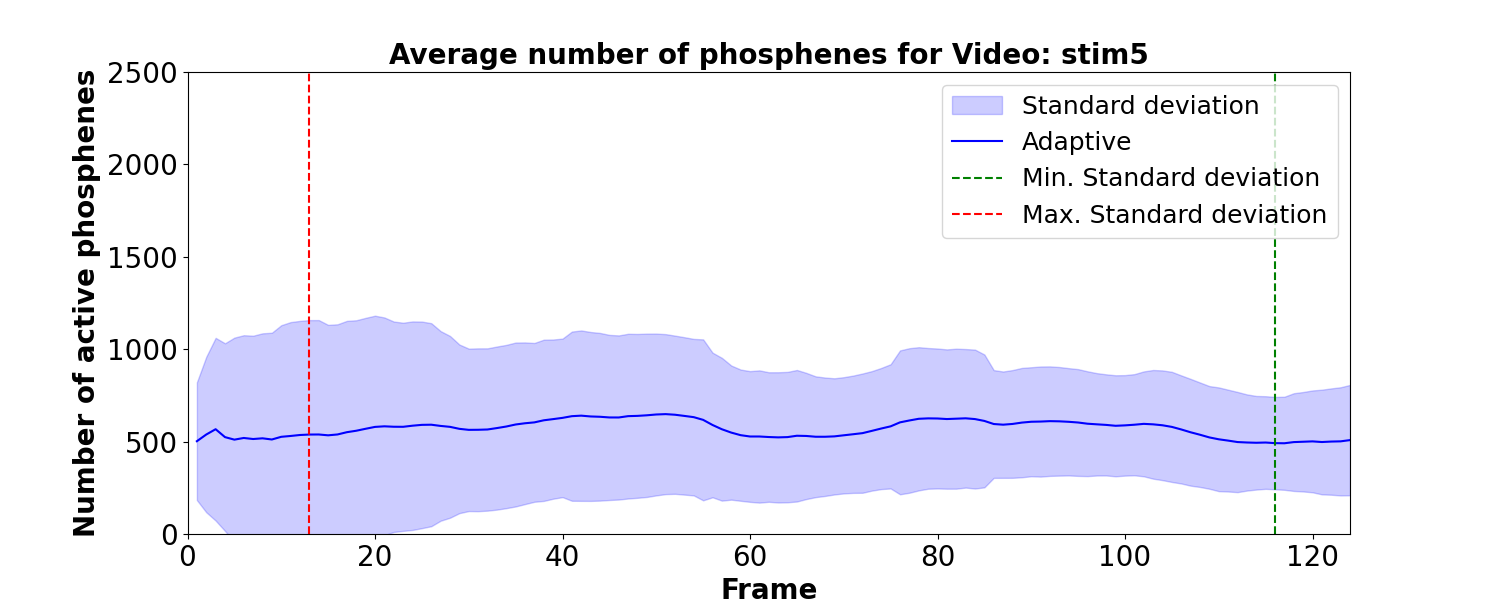 Average number of phosphenes for Video: stim5
Number of active phosphenes
2500
2000
1500
1000
500
0
Standard deviation
Adaptive
Min. Standard deviation
Max. Standard deviation
0 20 40 60 80 100 120
Frame